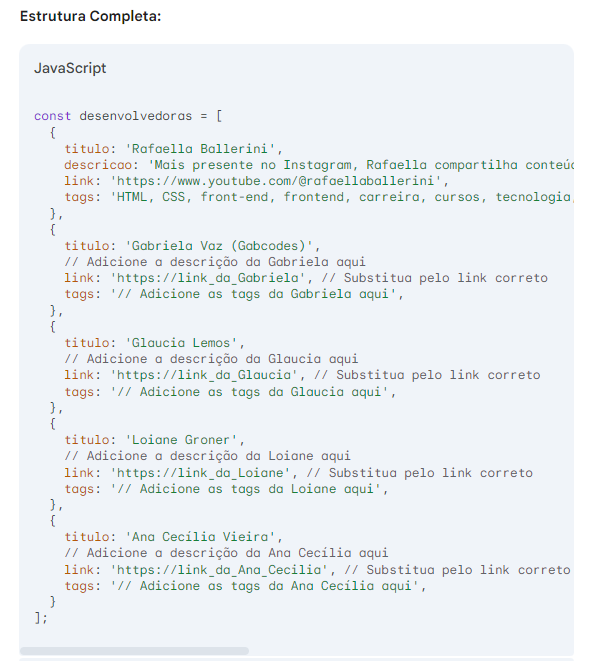 Estrutura Completa:
JavaScript
const desenvolvedoras = [
  {
    titulo: 'Rafaella Ballerini',
    descricao: 'Mais presente no Instagram, Rafaella compartilha
    link: 'https://www.youtube.com/@rafaellaballerini',
    tags: 'HTML, CSS, front-end, frontend, carreira, cursos, tecnologia,
  },
  {
    titulo: 'Gabriela Vaz (Gabcodes)',
    // Adicione a descrição da Gabriela aqui
    link: 'https://link_da_Gabriela', // Substitua pelo link correto
    tags: '// Adicione as tags da Gabriela aqui',
  },
  {
    titulo: 'Glaucia Lemos',
    // Adicione a descrição da Glaucia aqui
    link: 'https://link_da_Glaucia', // Substitua pelo link correto
    tags: '// Adicione as tags da Glaucia aqui',
  },
  {
    titulo: 'Loiane Groner',
    // Adicione a descrição da Loiane aqui
    link: 'https://link_da_Loiane', // Substitua pelo link correto
    tags: '// Adicione as tags da Loiane aqui',
  },
  {
    titulo: 'Ana Cecília Vieira',
    // Adicione a descrição da Ana Cecília aqui
    link: 'https://link_da_Ana_Cecilia', // Substitua pelo link correto
    tags: '// Adicione as tags da Ana Cecília aqui',
  }
];